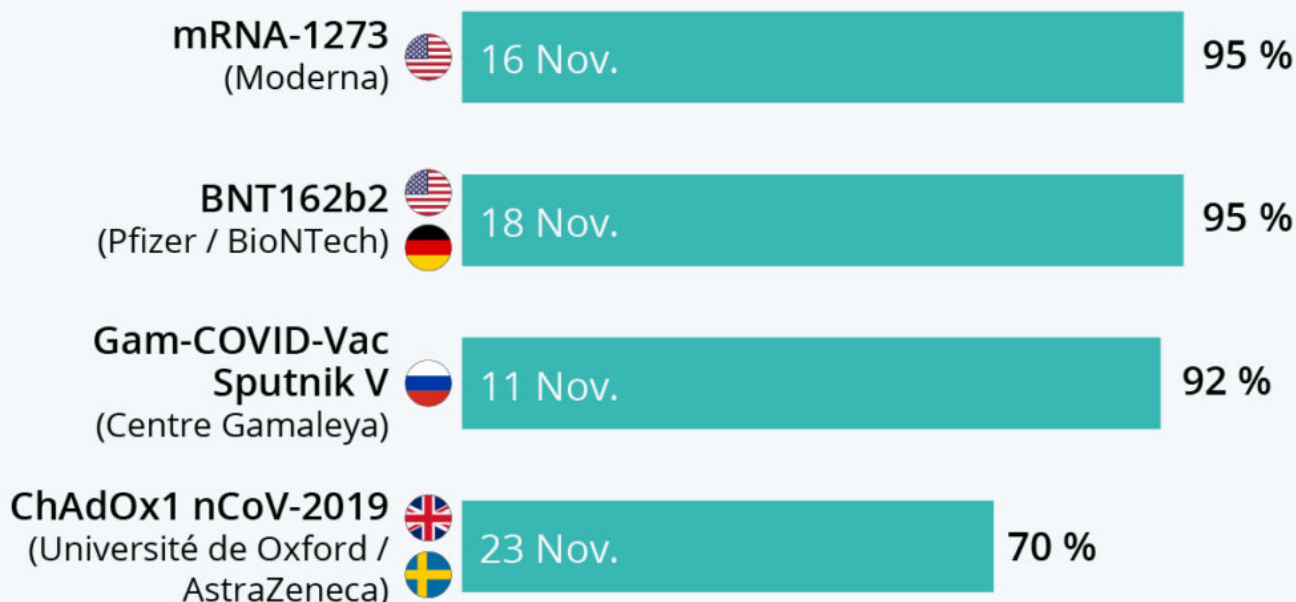 mRNA-1273
(Moderna)
16 Nov.
95 %
BNT162b2
(Pfizer / BioNTech)
18 Nov.
95 %
Gam-COVID-Vac
Sputnik V
(Centre Gamaleya)
11 Nov.
92 %
ChAdOx1 nCoV-2019
(Université de Oxford /
AstraZeneca)
23 Nov.
70 %